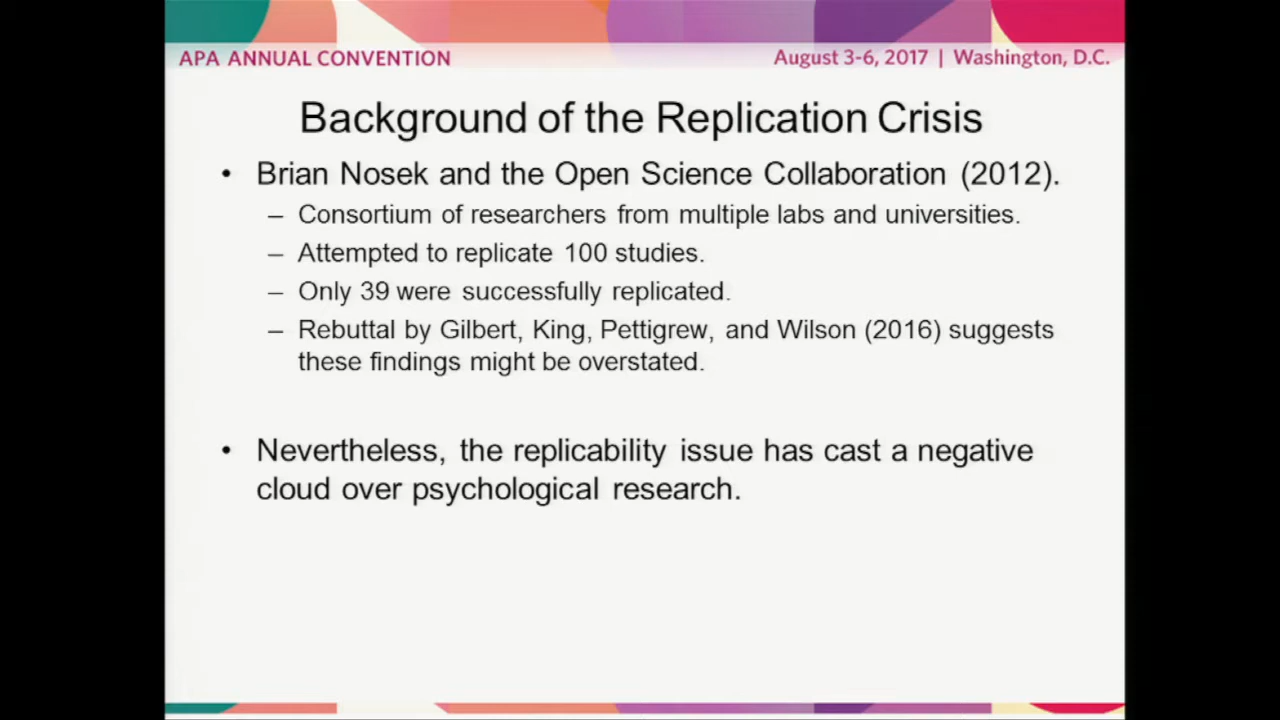 APA ANNUAL CONVENTION
August 3-6, 2017 | Washington, D.C.
Background of the Replication Crisis
• Brian Nosek and the Open Science Collaboration (2012).
– Consortium of researchers from multiple labs and universities.
– Attempted to replicate 100 studies.
– Only 39 were successfully replicated.
– Rebuttal by Gilbert, King, Pettigrew, and Wilson (2016) suggests
these findings might be overstated.
• Nevertheless, the replicability issue has cast a negative
cloud over psychological research.